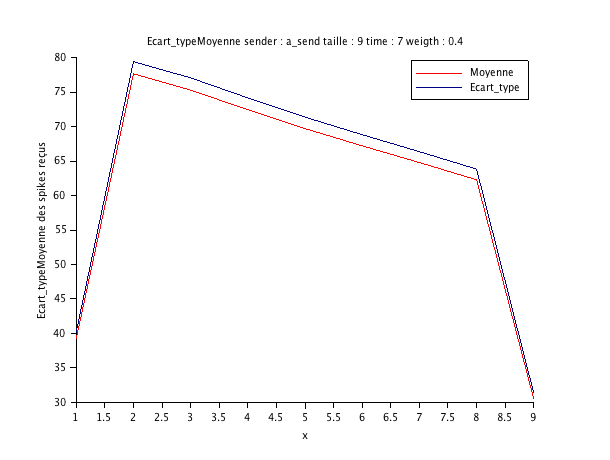 Ecart_typeMoyenne sender : a_send taille : 9 time : 7 weigth : 0.4
Moyenne
Ecart_type
Ecart_typeMoyenne des spikes reçus
80
75
70
65
60
55
50
45
40
35
30
1 1.5 2 2.5 3 3.5 4 4.5 5 5.5 6 6.5 7 7.5 8 8.5 9
x